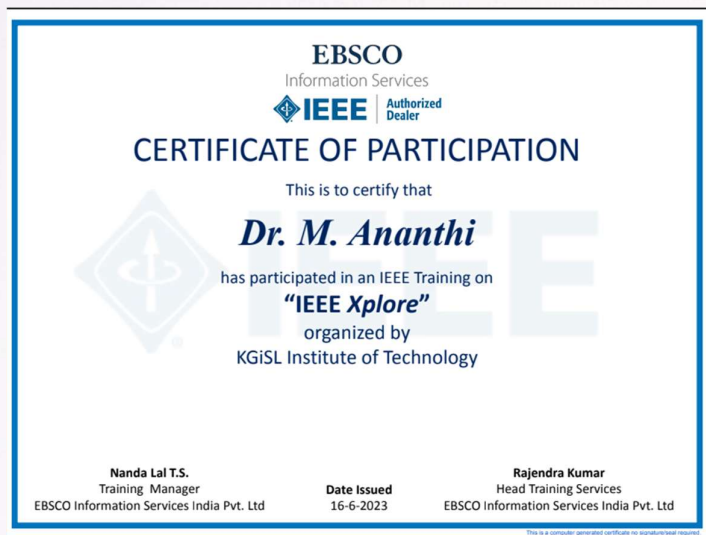 EBSCO
Information Services
IEEE Authorized
Dealer
CERTIFICATE OF PARTICIPATION
This is to certify that
Dr. M. Ananthi
has participated in an IEEE Training on
“IEEE Xplore”
organized by
KGiSL Institute of Technology
IEEE
Nanda Lal T.S.
Training Manager
EBSCO Information Services India Pvt. Ltd
Date Issued
16-6-2023
Rajendra Kumar
Head Training Services
EBSCO Information Services India Pvt. Ltd
This is a computer generated certificate no signature/seal required.